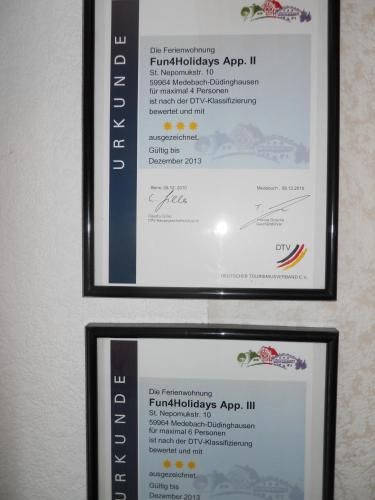 URKUNDE
Die Ferienwohnung
Fun4Holidays App. II
St. Nepomukstr. 10
59964 Medebach-Düdinghausen
für maximal 4 Personen
ist nach der DTV-Klassifizierung
bewertet und mit
ausgezeichnet.
Gültig bis
Dezember 2013
DTV
DEUTSCHER TOURISMUSVERBAND E.V.
URKUNDE
Die Ferienwohnung
Fun4Holidays App. III
St. Nepomukstr. 10
59964 Medebach-Düdinghausen
für maximal 6 Personen
ist nach der DTV-Klassifizierung
bewertet und mit
ausgezeichnet.
Gültig bis
Dezember 2013